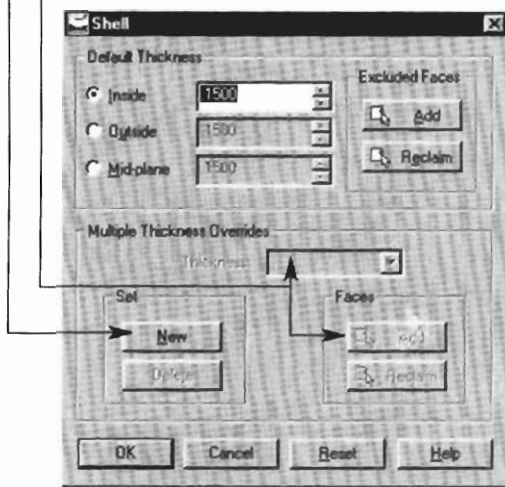 Shell
Default Thickness
Inside
1500
Outside
1500
Mid-plane
1500
Excluded Faces
Add
Reclaim
Multiple Thickness Overrides
Thickness:
Set
New
Delete
Faces
Add
Reclaim
OK
Cancel
Reset
Help